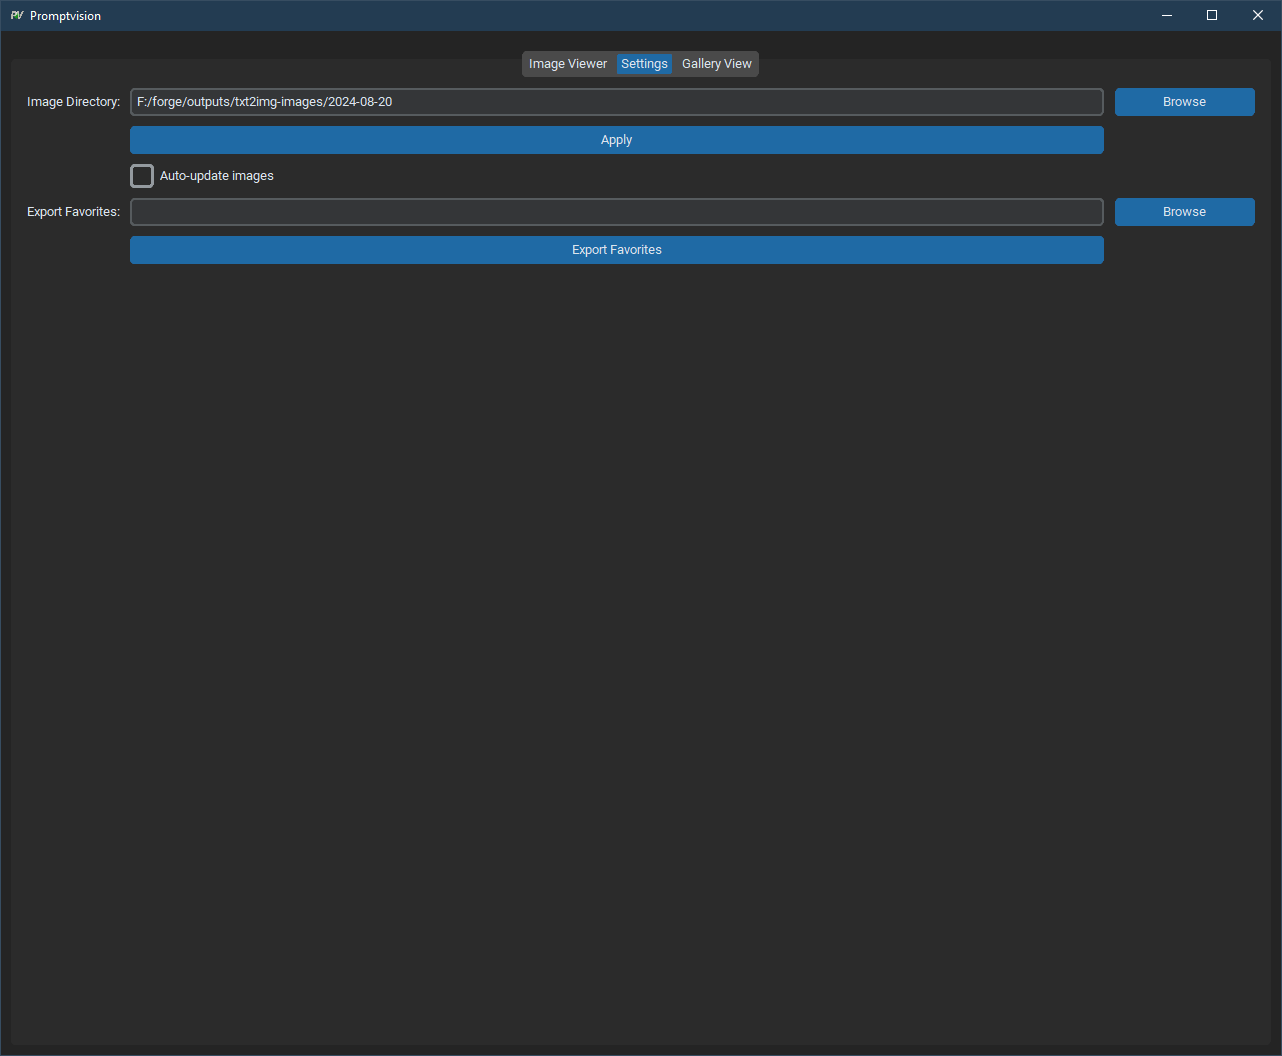 PV Promptvision
Image Viewer Settings Gallery View
Image Directory: F:/forge/outputs/txt2img-images/2024-08-20 Browse
Apply
Auto-update images
Export Favorites: Browse
Export Favorites